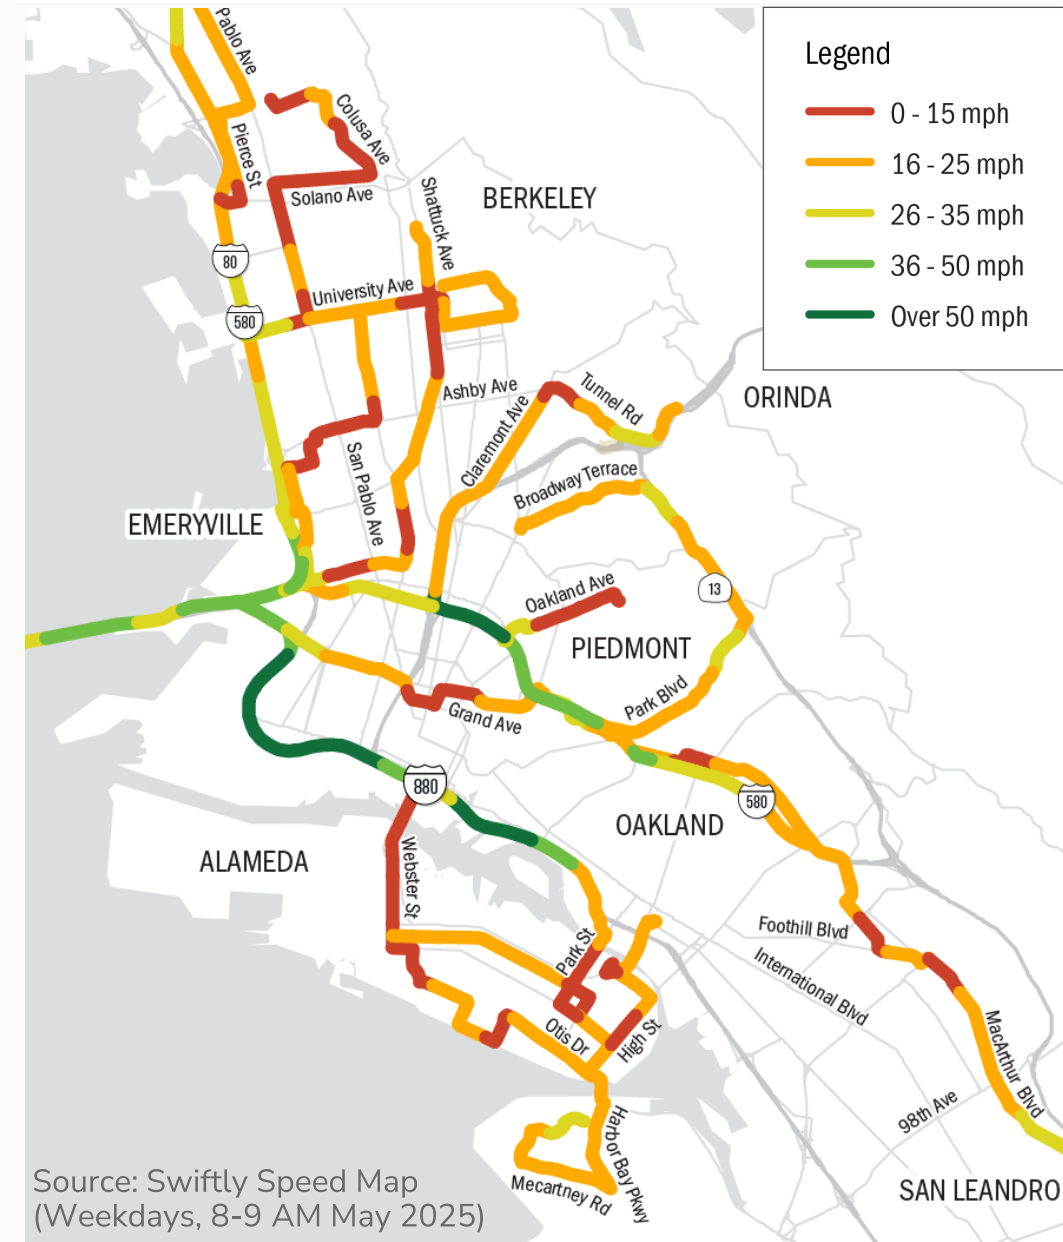 Legend
0 - 15 mph
16 - 25 mph
26 - 35 mph
36 - 50 mph
Over 50 mph
Pablo Ave
Colusa Ave
Pierce St
Solano Ave
Shattuck Ave
BERKELEY
80
University Ave
580
Ashby Ave
Tunnel Rd
ORINDA
Claremont Ave
San Pablo Ave
Broadway Terrace
EMERYVILLE
13
Oakland Ave
PIEDMONT
Park Blvd
Grand Ave
880
580
OAKLAND
ALAMEDA
Webster St
Park St
Foothill Blvd
International Blvd
Otis Dr
High St
MacArthur Blvd
98th Ave
Harbor Bay Pkwy
Mecartney Rd
SAN LEANDRO
Source: Swiftly Speed Map
(Weekdays, 8-9 AM May 2025)